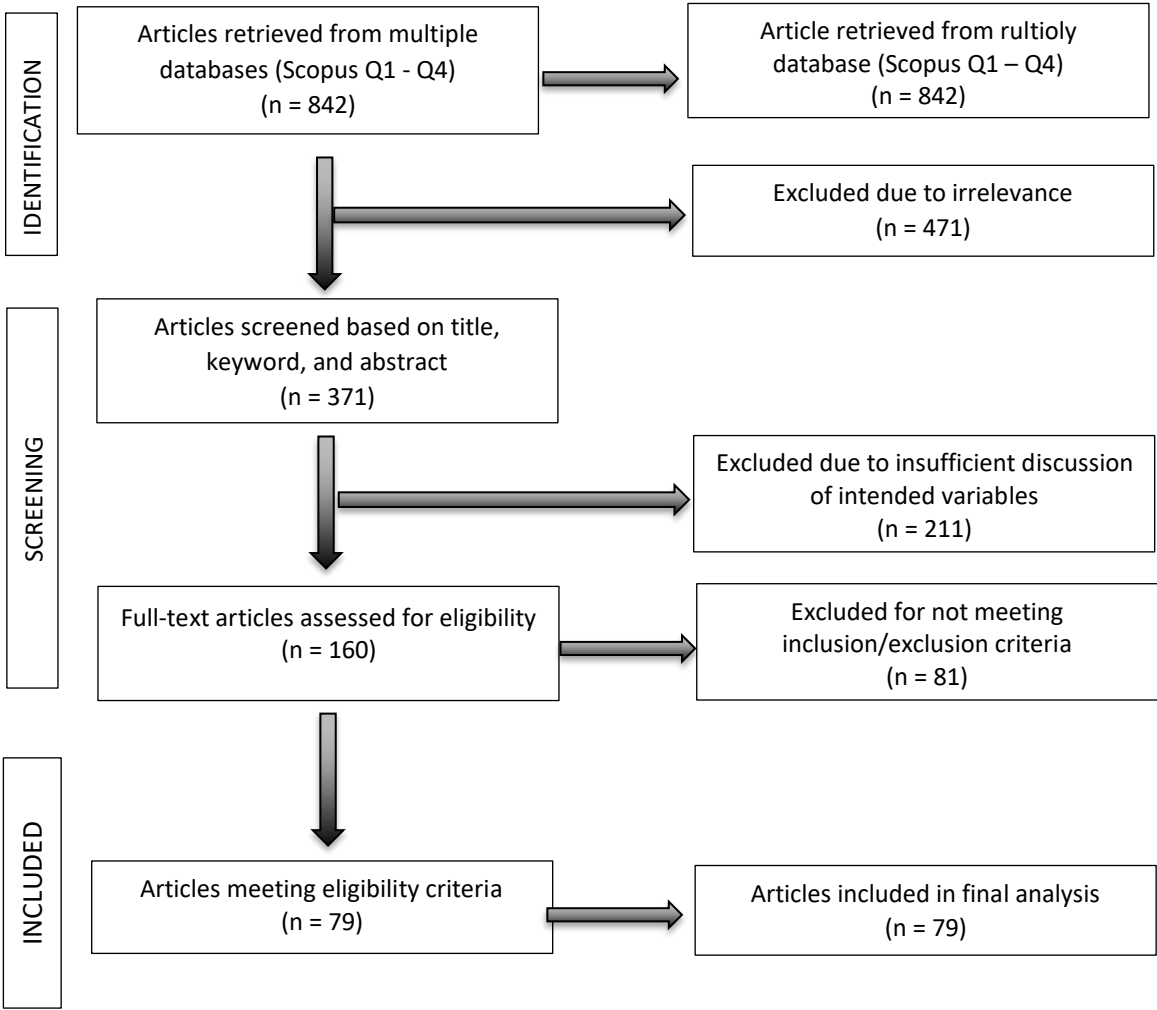 IDENTIFICATION
Articles retrieved from multiple
databases (Scopus Q1 - Q4)
(n = 842)
Article retrieved from rultioly
database (Scopus Q1 – Q4)
(n = 842)
Excluded due to irrelevance
(n = 471)
SCREENING
Articles screened based on title,
keyword, and abstract
(n = 371)
Excluded due to insufficient discussion
of intended variables
(n = 211)
Full-text articles assessed for eligibility
(n = 160)
Excluded for not meeting
inclusion/exclusion criteria
(n = 81)
INCLUDED
Articles meeting eligibility criteria
(n = 79)
Articles included in final analysis
(n = 79)